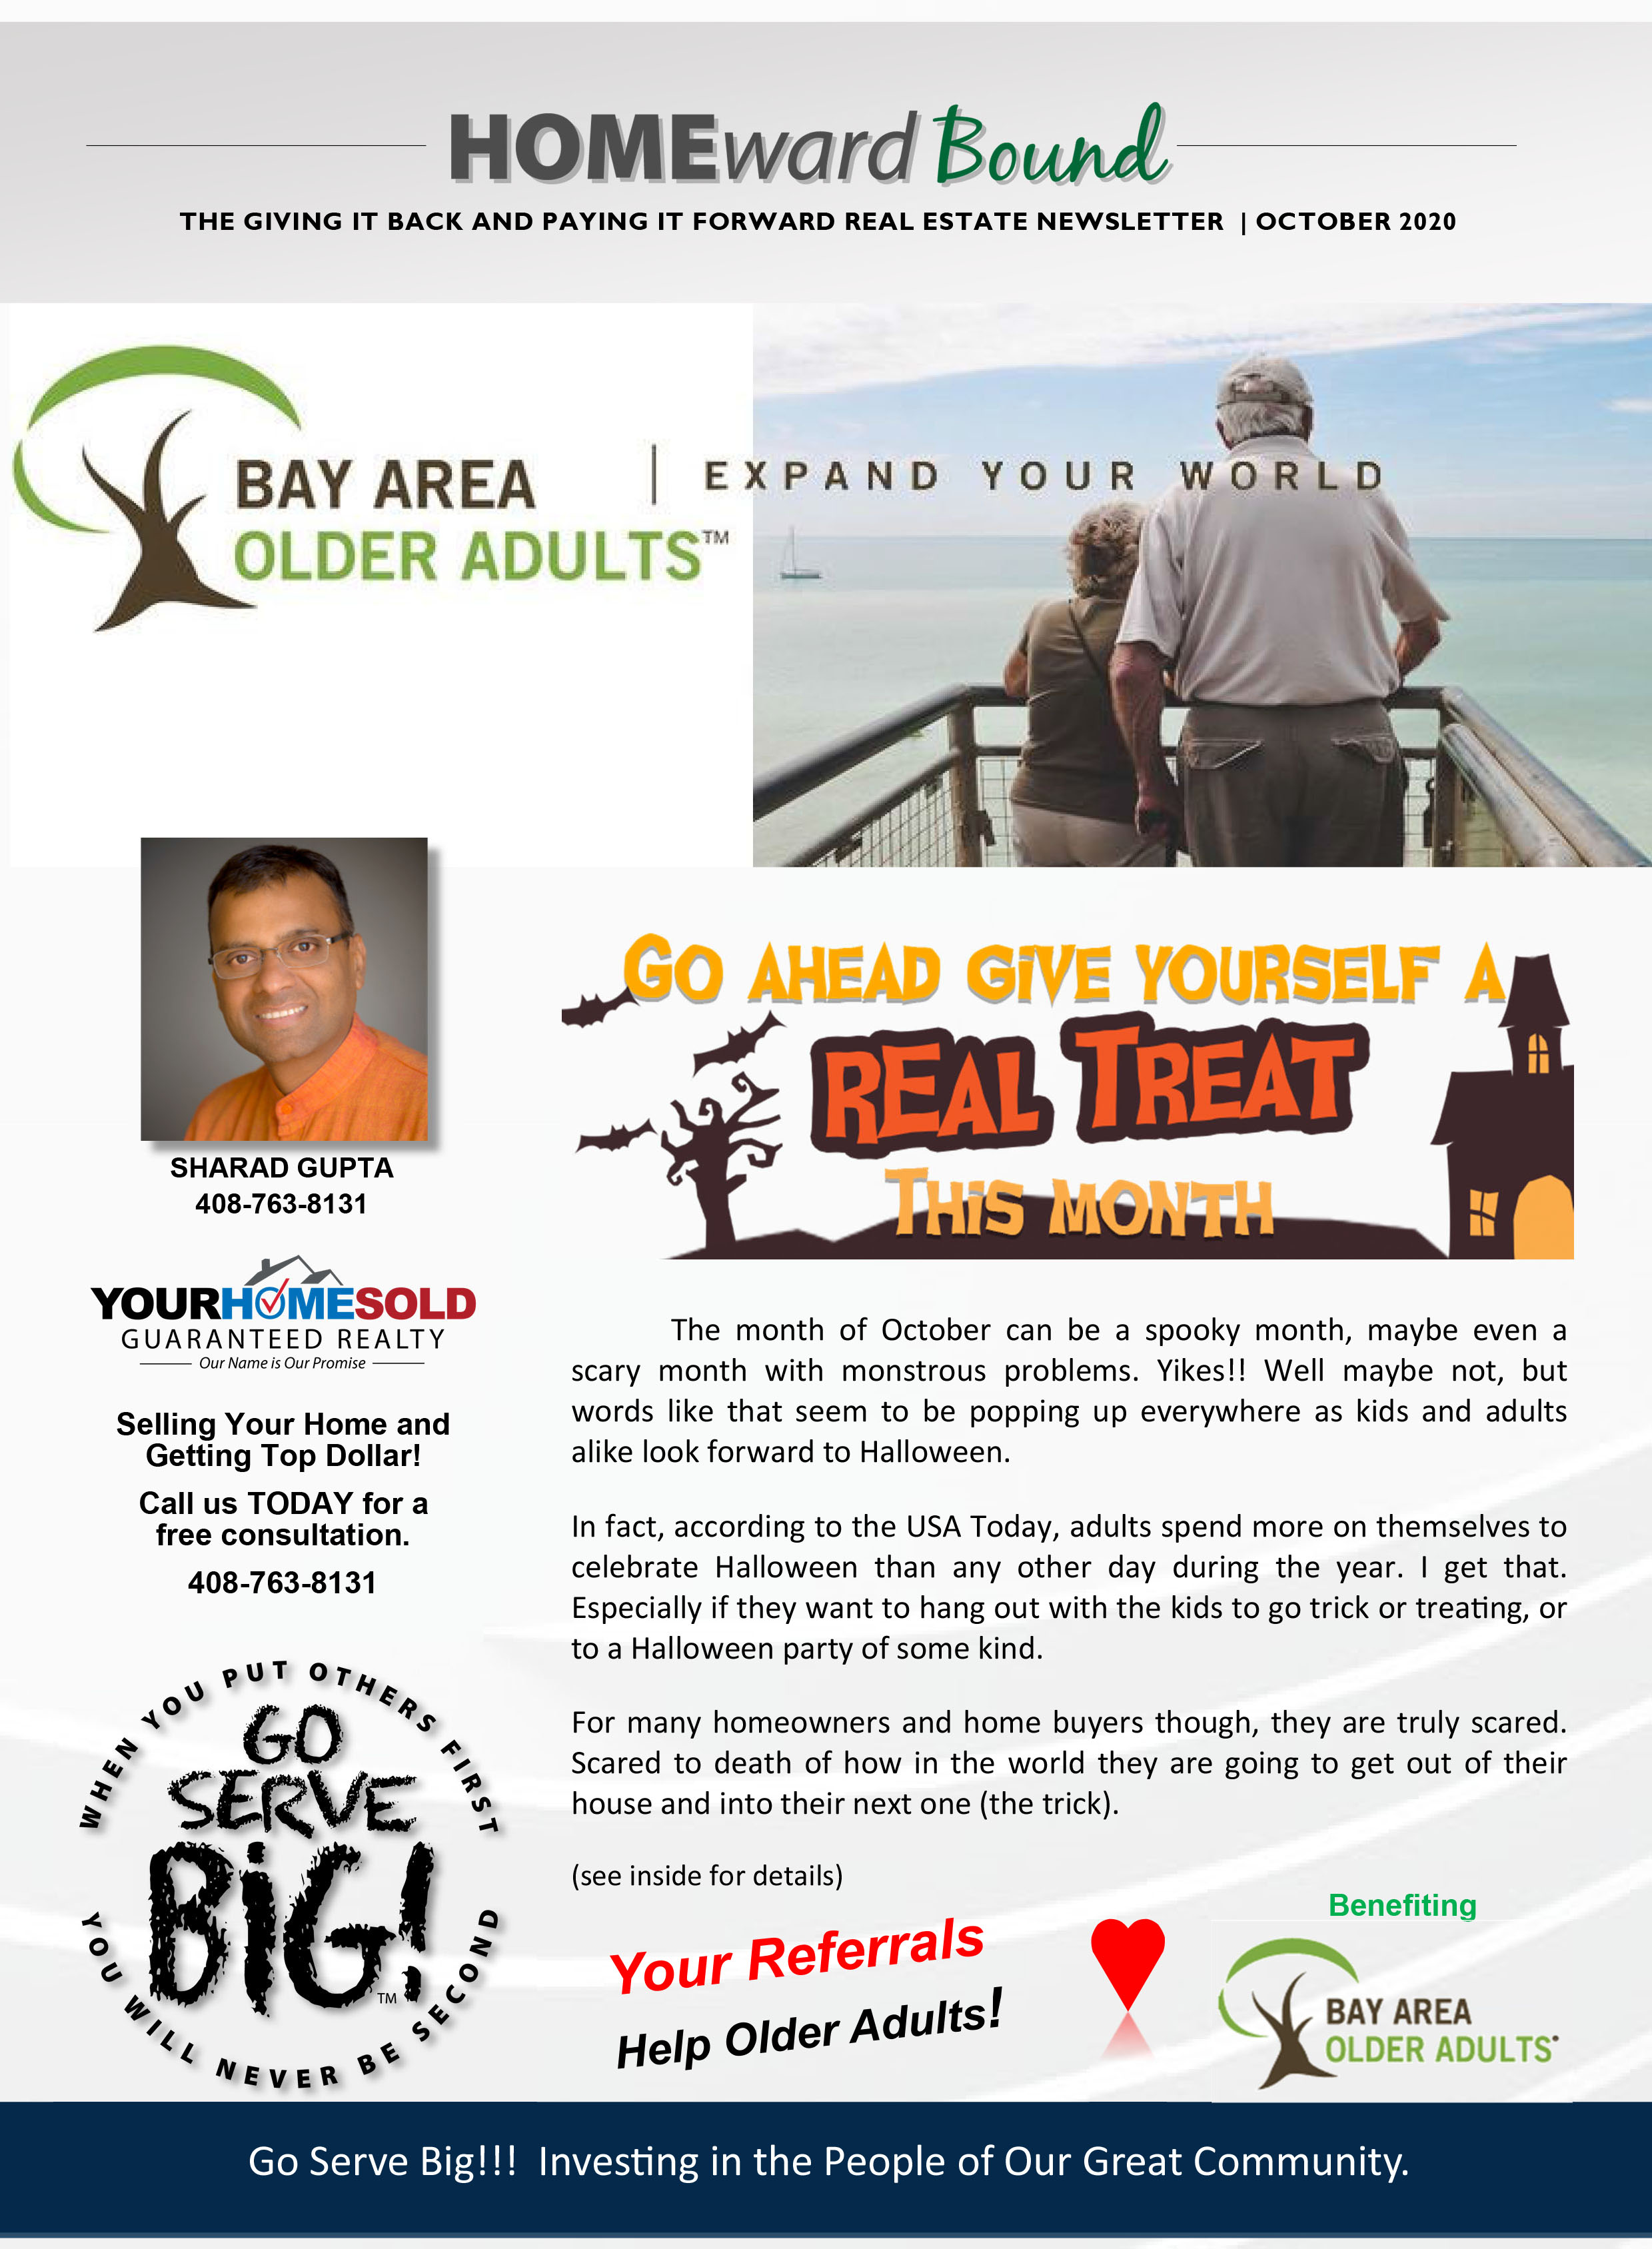 HOMEward Bound
THE GIVING IT BACK AND PAYING IT FORWARD REAL ESTATE NEWSLETTER | OCTOBER 2020
BAY AREA
OLDER ADULTS™
| EXPAND YOUR WORLD
SHARAD GUPTA
408-763-8131
YOURHOMESOLD
GUARANTEED REALTY
Our Name is Our Promise
Selling Your Home and
Getting Top Dollar!
Call us TODAY for a
free consultation.
408-763-8131
WHEN YOU PUT OTHERS FIRST
GO
SERVE
BiG!™
YOU WILL NEVER BE SECOND
GO AHEAD GiVE YOURSELF A
REAL TREAT
THiS MONTH
The month of October can be a spooky month, maybe even a
scary month with monstrous problems. Yikes!! Well maybe not, but
words like that seem to be popping up everywhere as kids and adults
alike look forward to Halloween.
In fact, according to the USA Today, adults spend more on themselves to
celebrate Halloween than any other day during the year. I get that.
Especially if they want to hang out with the kids to go trick or treating, or
to a Halloween party of some kind.
For many homeowners and home buyers though, they are truly scared.
Scared to death of how in the world they are going to get out of their
house and into their next one (the trick).
(see inside for details)
Your Referrals
Help Older Adults!
Benefiting
BAY AREA
OLDER ADULTS
Go Serve Big!!! Investing in the People of Our Great Community.